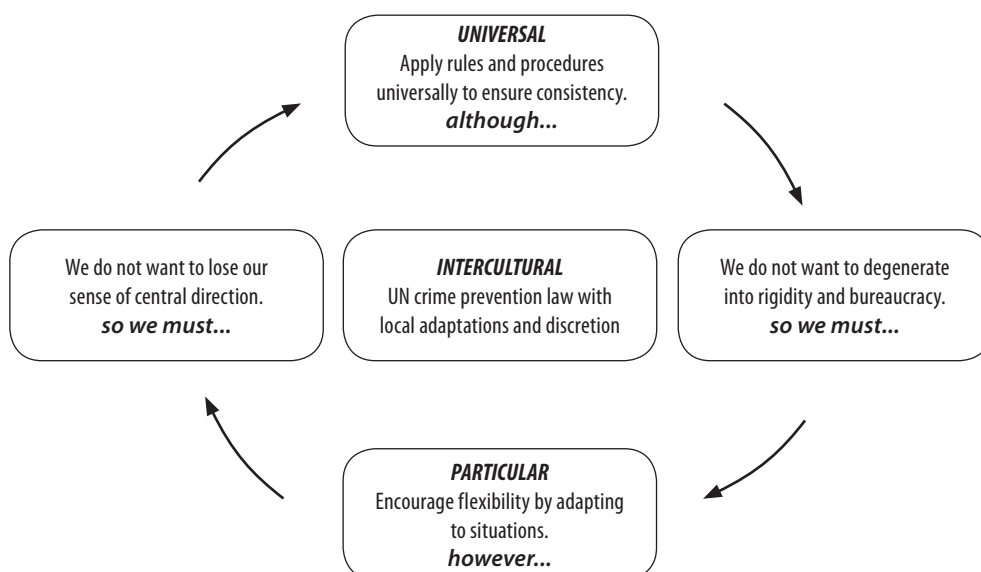 UNIVERSAL
Apply rules and procedures
universally to ensure consistency.
although...
We do not want to lose our
sense of central direction.
so we must...
INTERCULTURAL
UN crime prevention law with
local adaptations and discretion
We do not want to degenerate
into rigidity and bureaucracy.
so we must...
PARTICULAR
Encourage flexibility by adapting
to situations.
however...